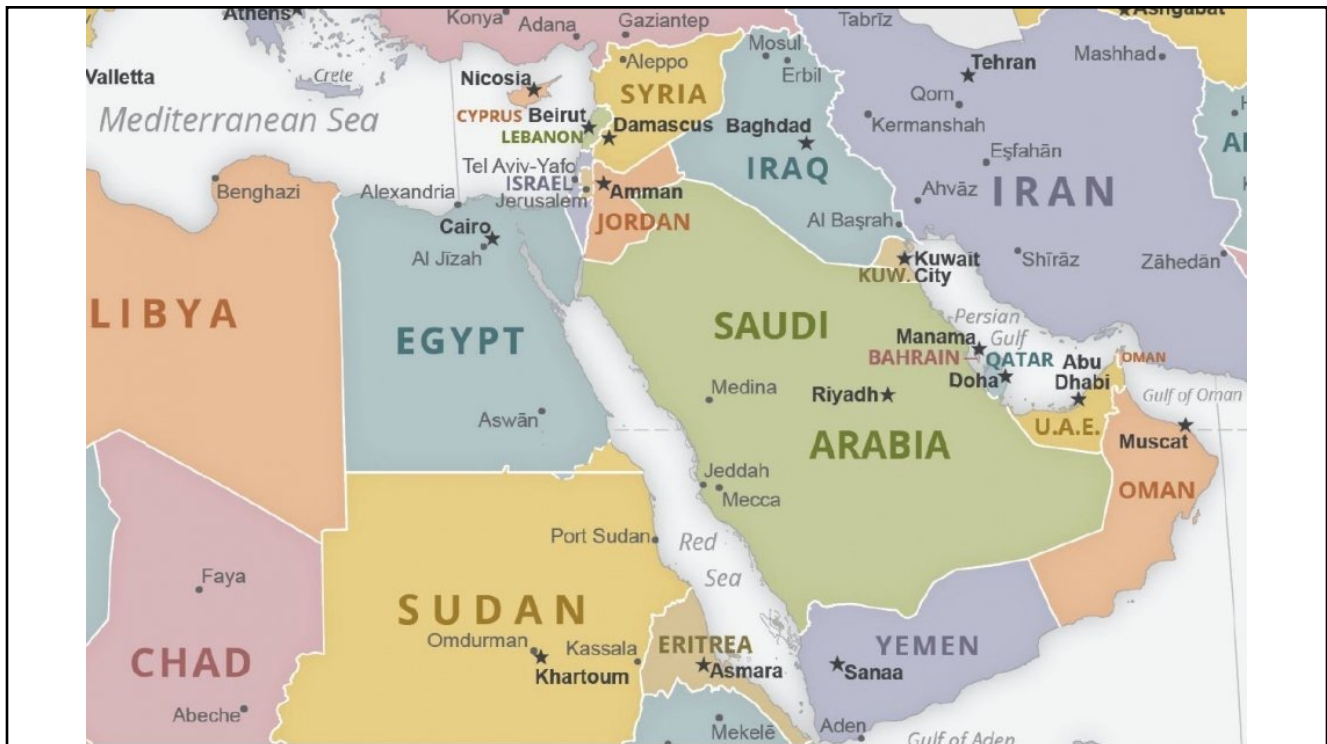 Athens
Konya
Adana
Gaziantep
Tabrīz
Ashgabat
Valletta
Crete
Nicosia
Aleppo
Mosul
Erbil
Tehran
Mashhad
Mediterranean Sea
CYPRUS
Beirut
SYRIA
Qom
LEBANON
Damascus
Baghdad
Kermanshah
Tel Aviv-Yafo
IRAQ
Eşfahān
Benghazi
Alexandria
ISRAEL
Jerusalem
Amman
Ahvāz
IRAN
Cairo
JORDAN
Al Başrah
Al Jīzah
Kuwait
City
KUW.
Shīrāz
Zāhedān
LIBYA
EGYPT
SAUDI
Persian
Gulf
Manama
BAHRAIN
QATAR
Abu
Dhabi
OMAN
Medina
Riyadh
Doha
Gulf of Oman
Aswān
U.A.E.
Muscat
ARABIA
Jeddah
Mecca
OMAN
Port Sudan
Red
Sea
Faya
SUDAN
Omdurman
Kassala
ERITREA
YEMEN
CHAD
Khartoum
Asmara
Sanaa
Abeche
Mekelē
Aden
Gulf of Aden